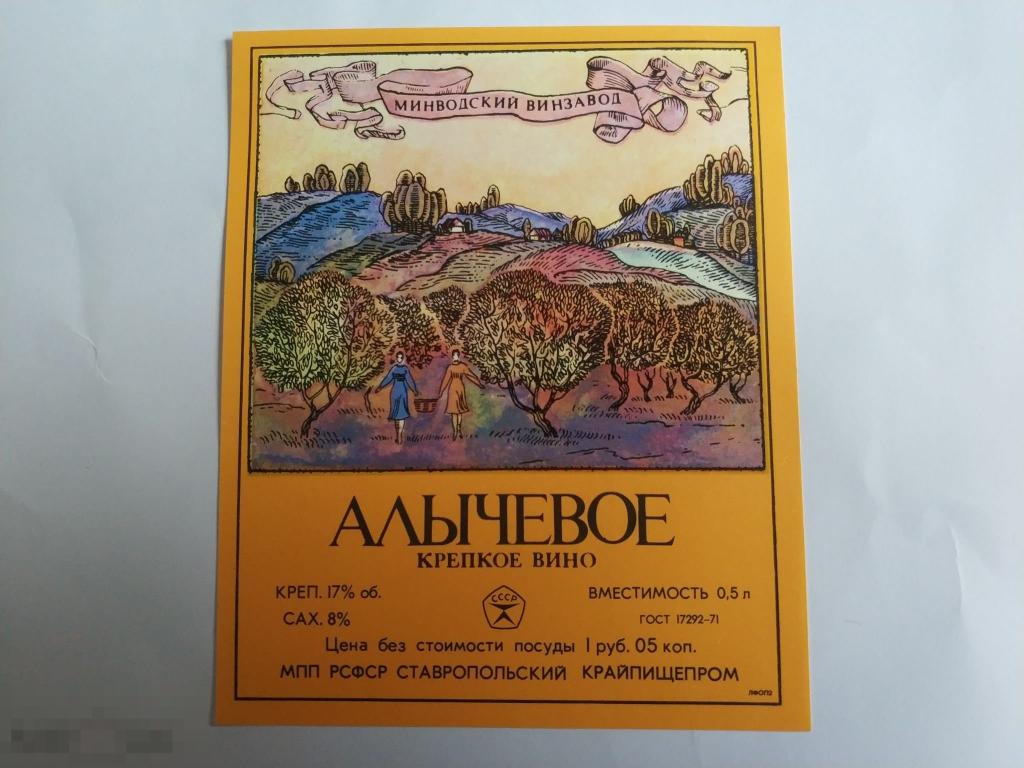 МИНВОДСКИЙ ВИНЗАВОД
АЛЫЧЕВОЕ
КРЕПКОЕ ВИНО
КРЕП. 17% об.
ВМЕСТИМОСТЬ 0,5 л
СССР
САХ. 8%
ГОСТ 17292-71
Цена без стоимости посуды 1 руб. 05 коп.
МПП РСФСР СТАВРОПОЛЬСКИЙ КРАЙПИЩЕПРОМ
ЛФОП2